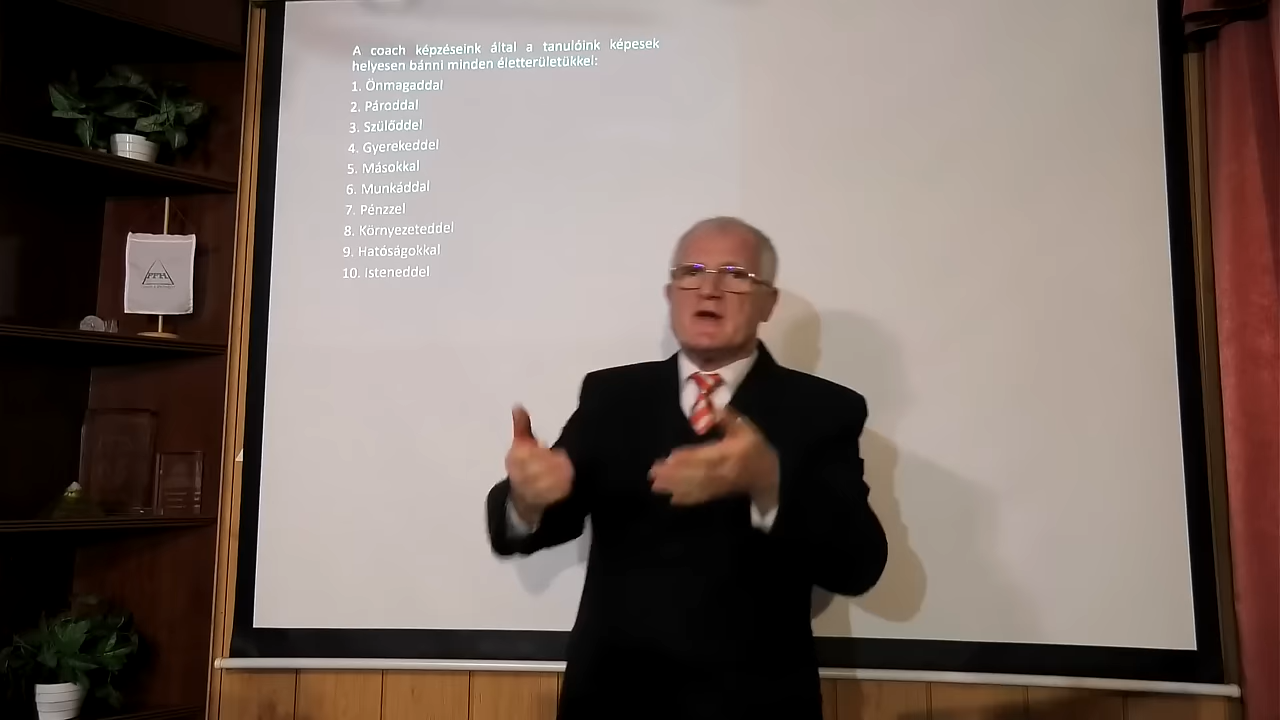 A coach képzéseink által a tanulóink képesek
helyesen bánni minden életterületükkel:
1. Önmagaddal
2. Pároddal
3. Szülőddel
4. Gyerekeddel
5. Másokkal
6. Munkáddal
7. Pénzzel
8. Környezeteddel
9. Hatóságokkal
10. Isteneddel